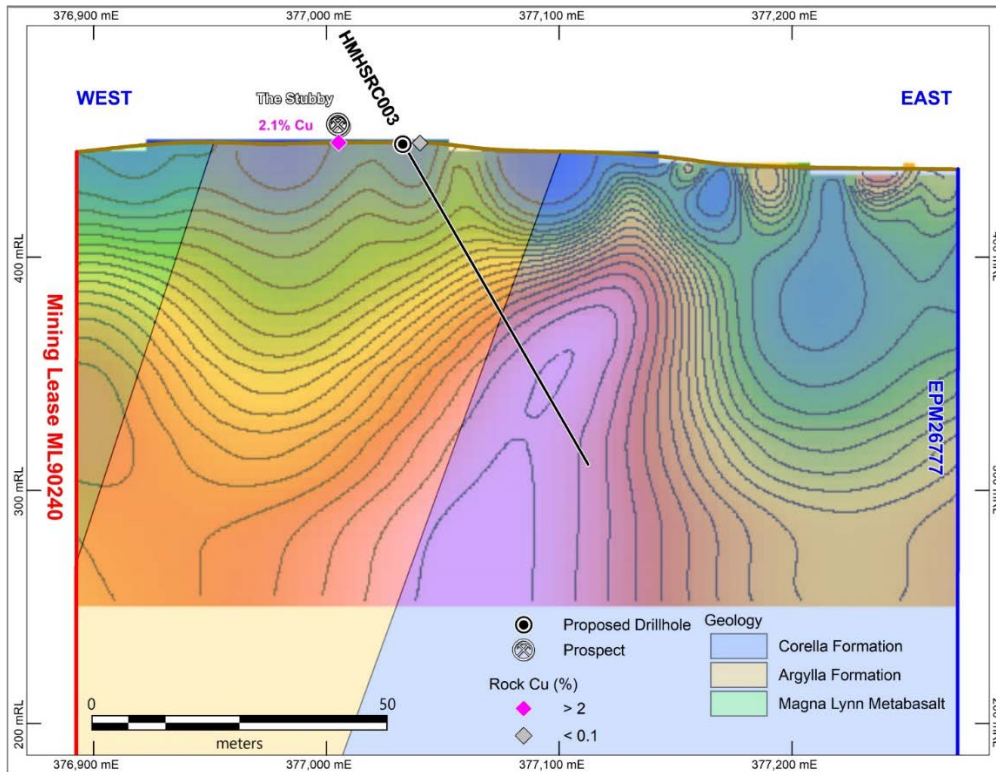 376,900 mE
377,000 mE
377,100 mE
377,200 mE
WEST
EAST
The Stubby
2.1% Cu
HMHSRC003
400 mRL
300 mRL
200 mRL
Mining Lease ML90240
EPM26777
Proposed Drillhole
Prospect
Rock Cu (%)
> 2
< 0.1
Geology
Corella Formation
Argylla Formation
Magna Lynn Metabasalt
0
50
meters
376,900 mE
377,000 mE
377,100 mE
377,200 mE